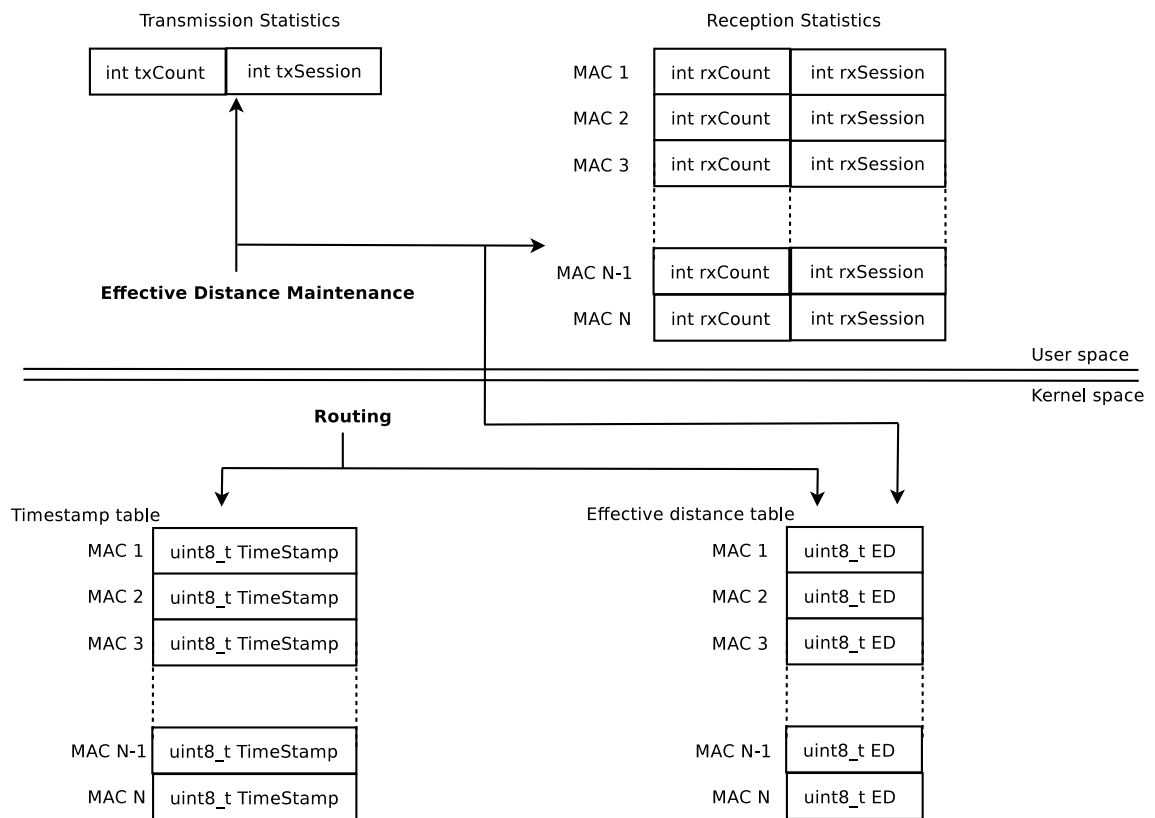 Transmission Statistics
Reception Statistics
int txCount int txSession
MAC 1 int rxCount int rxSession
MAC 2 int rxCount int rxSession
MAC 3 int rxCount int rxSession
MAC N-1 int rxCount int rxSession
Effective Distance Maintenance
MAC N int rxCount int rxSession
User space
Kernel space
Routing
Timestamp table
Effective distance table
MAC 1 uint8_t TimeStamp
MAC 1 uint8_t ED
MAC 2 uint8_t TimeStamp
MAC 2 uint8_t ED
MAC 3 uint8_t TimeStamp
MAC 3 uint8_t ED
MAC N-1 uint8_t TimeStamp
MAC N-1 uint8_t ED
MAC N uint8_t TimeStamp
MAC N uint8_t ED